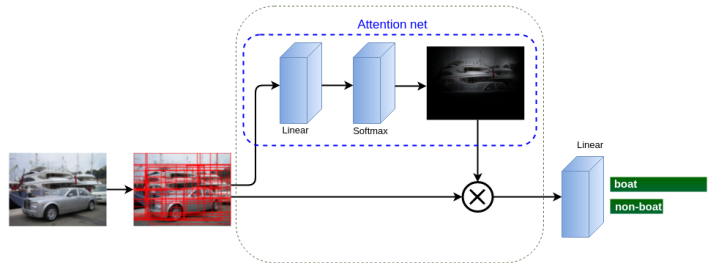 Attention net
Linear
Softmax
Linear
boat
non-boat